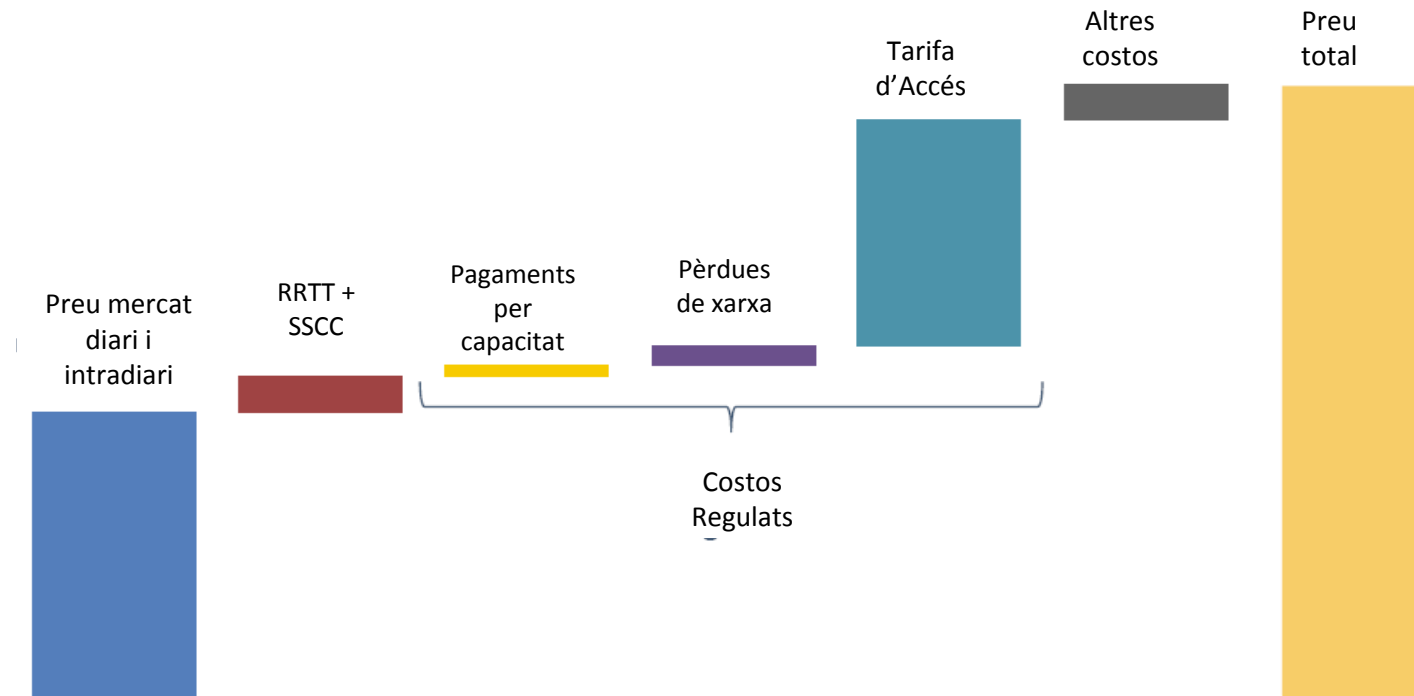 Preu mercat
diari i
intradiari
RRTT +
SSCC
Pagaments
per
capacitat
Pèrdues
de xarxa
Tarifa
d’Accés
Altres
costos
Preu
total
Costos
Regulats